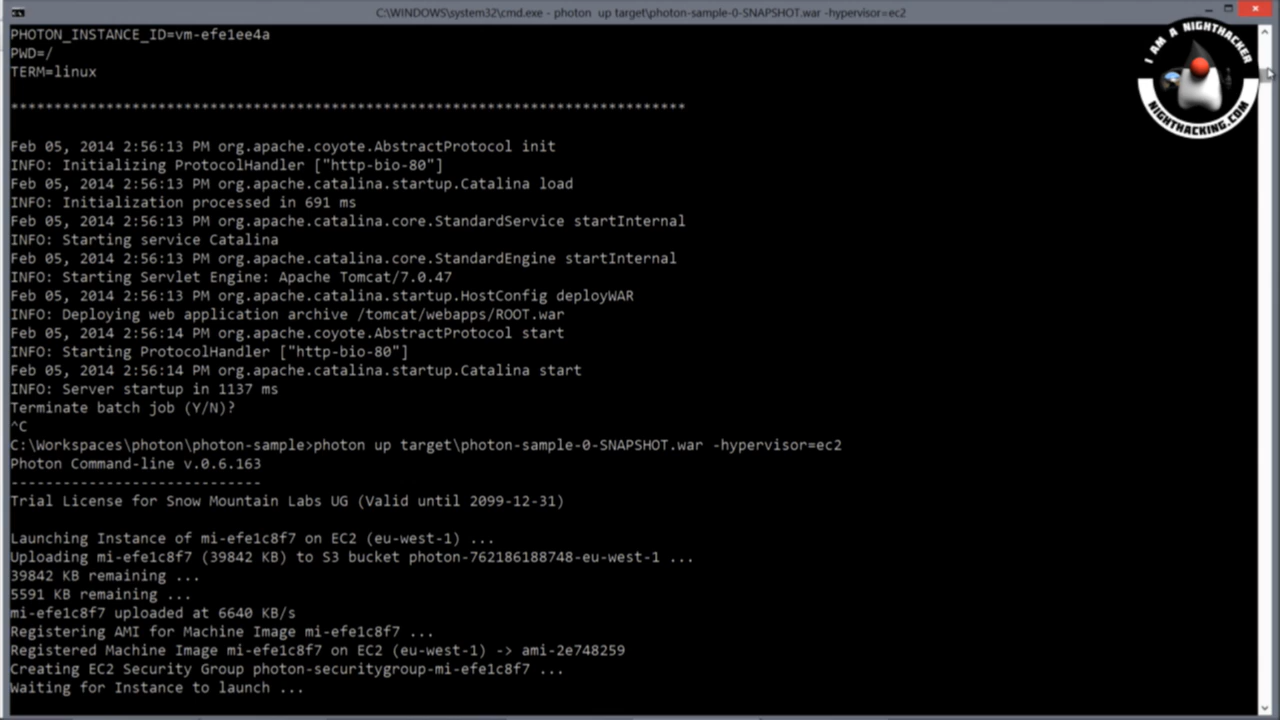 C:\WINDOWS\system32\cmd.exe - photon  up target\photon-sample-0-SNAPSHOT.war -hypervisor=ec2
PHOTON_INSTANCE_ID=vm-efe1ee4a
PWD=/
TERM=linux
*******************************************************************************
Feb 05, 2014 2:56:13 PM org.apache.coyote.AbstractProtocol init
INFO: Initializing ProtocolHandler ["http-bio-80"]
Feb 05, 2014 2:56:13 PM org.apache.catalina.startup.Catalina load
INFO: Initialization processed in 691 ms
Feb 05, 2014 2:56:13 PM org.apache.catalina.core.StandardService startInternal
INFO: Starting service Catalina
Feb 05, 2014 2:56:13 PM org.apache.catalina.core.StandardEngine startInternal
INFO: Starting Servlet Engine: Apache Tomcat/7.0.47
Feb 05, 2014 2:56:13 PM org.apache.catalina.startup.HostConfig deployWAR
INFO: Deploying web application archive /tomcat/webapps/ROOT.war
Feb 05, 2014 2:56:14 PM org.apache.coyote.AbstractProtocol start
INFO: Starting ProtocolHandler ["http-bio-80"]
Feb 05, 2014 2:56:14 PM org.apache.catalina.startup.Catalina start
INFO: Server startup in 1137 ms
Terminate batch job (Y/N)?
^C
C:\Workspaces\photon\photon-sample>photon up target\photon-sample-0-SNAPSHOT.war -hypervisor=ec2
Photon Command-line v.0.6.163
-----------------------------
Trial License for Snow Mountain Labs UG (Valid until 2099-12-31)
Launching Instance of mi-efe1c8f7 on EC2 (eu-west-1) ...
Uploading mi-efe1c8f7 (39842 KB) to S3 bucket photon-762186188748-eu-west-1 ...
39842 KB remaining ...
5591 KB remaining ...
mi-efe1c8f7 uploaded at 6640 KB/s
Registering AMI for Machine Image mi-efe1c8f7 ...
Registered Machine Image mi-efe1c8f7 on EC2 (eu-west-1) -> ami-2e748259
Creating EC2 Security Group photon-securitygroup-mi-efe1c8f7 ...
Waiting for Instance to launch ...
I AM A NIGHTHACKER
NIGHTHACKING.COM